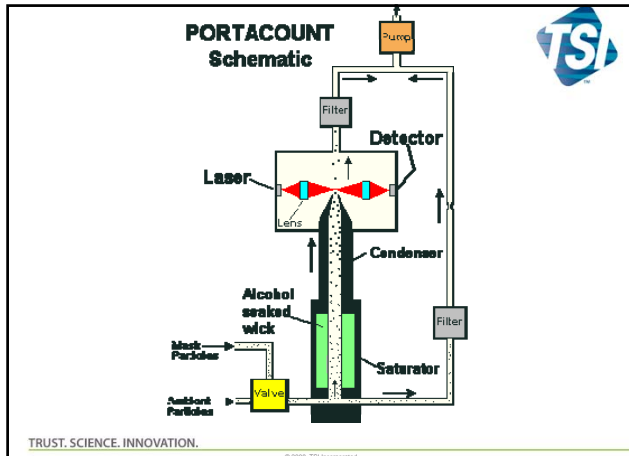 PORTACOUNT
Schematic
Pump
TSI
Filter
Detector
Laser
Lens
Condenser
Alcohol
soaked
wick
Filter
Mask
Particles
Saturator
Valve
Ambient
Particles
TRUST. SCIENCE. INNOVATION.